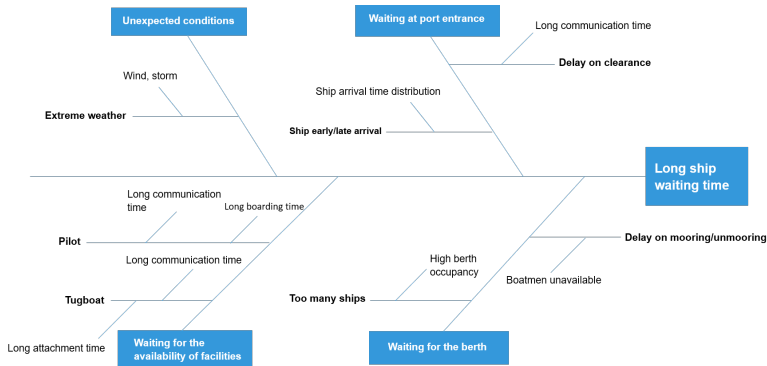 Unexpected conditions
Waiting at port entrance
Long communication time
Delay on clearance
Wind, storm
Ship arrival time distribution
Extreme weather
Ship early/late arrival
Long ship
waiting time
Long communication
time
Long boarding time
Pilot
Long communication time
Tugboat
Long attachment time
Waiting for the
availability of facilities
High berth
occupancy
Too many ships
Delay on mooring/unmooring
Boatmen unavailable
Waiting for the berth